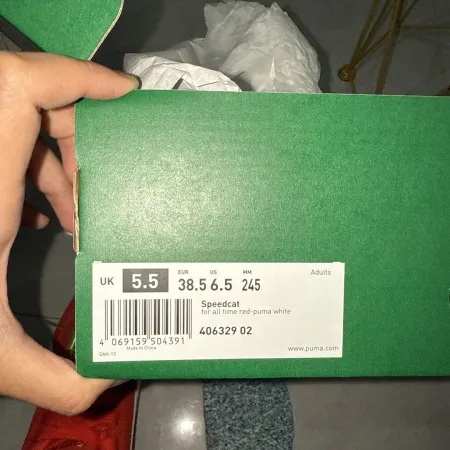 EUR US MM Adults
UK 5.5 38.5 6.5 245
Speedcat
for all time red-puma white
406329 02
4 069159 504391
Made in China
www.puma.com